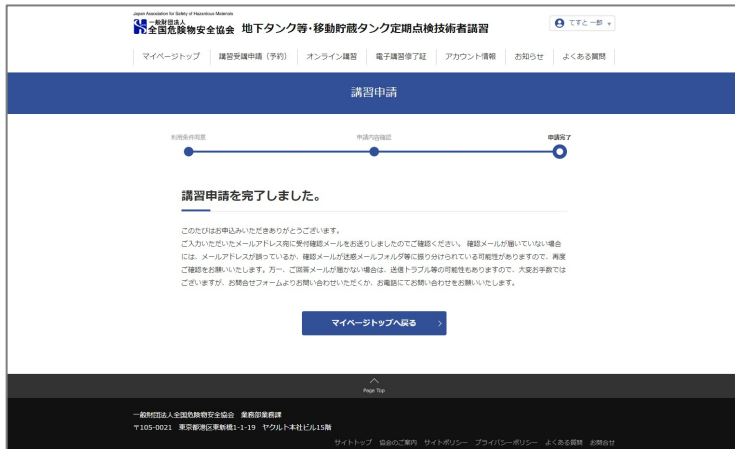 Japan Association for Safety of Hazardous Materials
一般財団法人
全国危険物安全協会 地下タンク等・移動貯蔵タンク定期点検技術者講習
てすと 一郎
マイページトップ 講習受講申請（予約） オンライン講習 電子講習修了証 アカウント情報 お知らせ よくある質問
講習申請
利用条件同意 申請内容確認 申請完了
講習申請を完了しました。
このたびはお申込みいただきありがとうございます。
ご入力いただいたメールアドレス宛に受付確認メールをお送りしましたのでご確認ください。 確認メールが届いていない場合
には、メールアドレスが誤っているか、確認メールが迷惑メールフォルダ等に振り分けられている可能性がありますので、再度
ご確認をお願いいたします。万一、ご回答メールが届かない場合は、送信トラブル等の可能性もありますので、大変お手数では
ございますが、お問合せフォームよりお問い合わせいただくか、お電話にてお問い合わせをお願いいたします。
マイページトップへ戻る
Page Top
一般財団法人全国危険物安全協会 業務部業務課
〒105-0021 東京都港区東新橋1-1-19 ヤクルト本社ビル15階
サイトトップ 協会のご案内 サイトポリシー プライバシーポリシー よくある質問 お問合せ